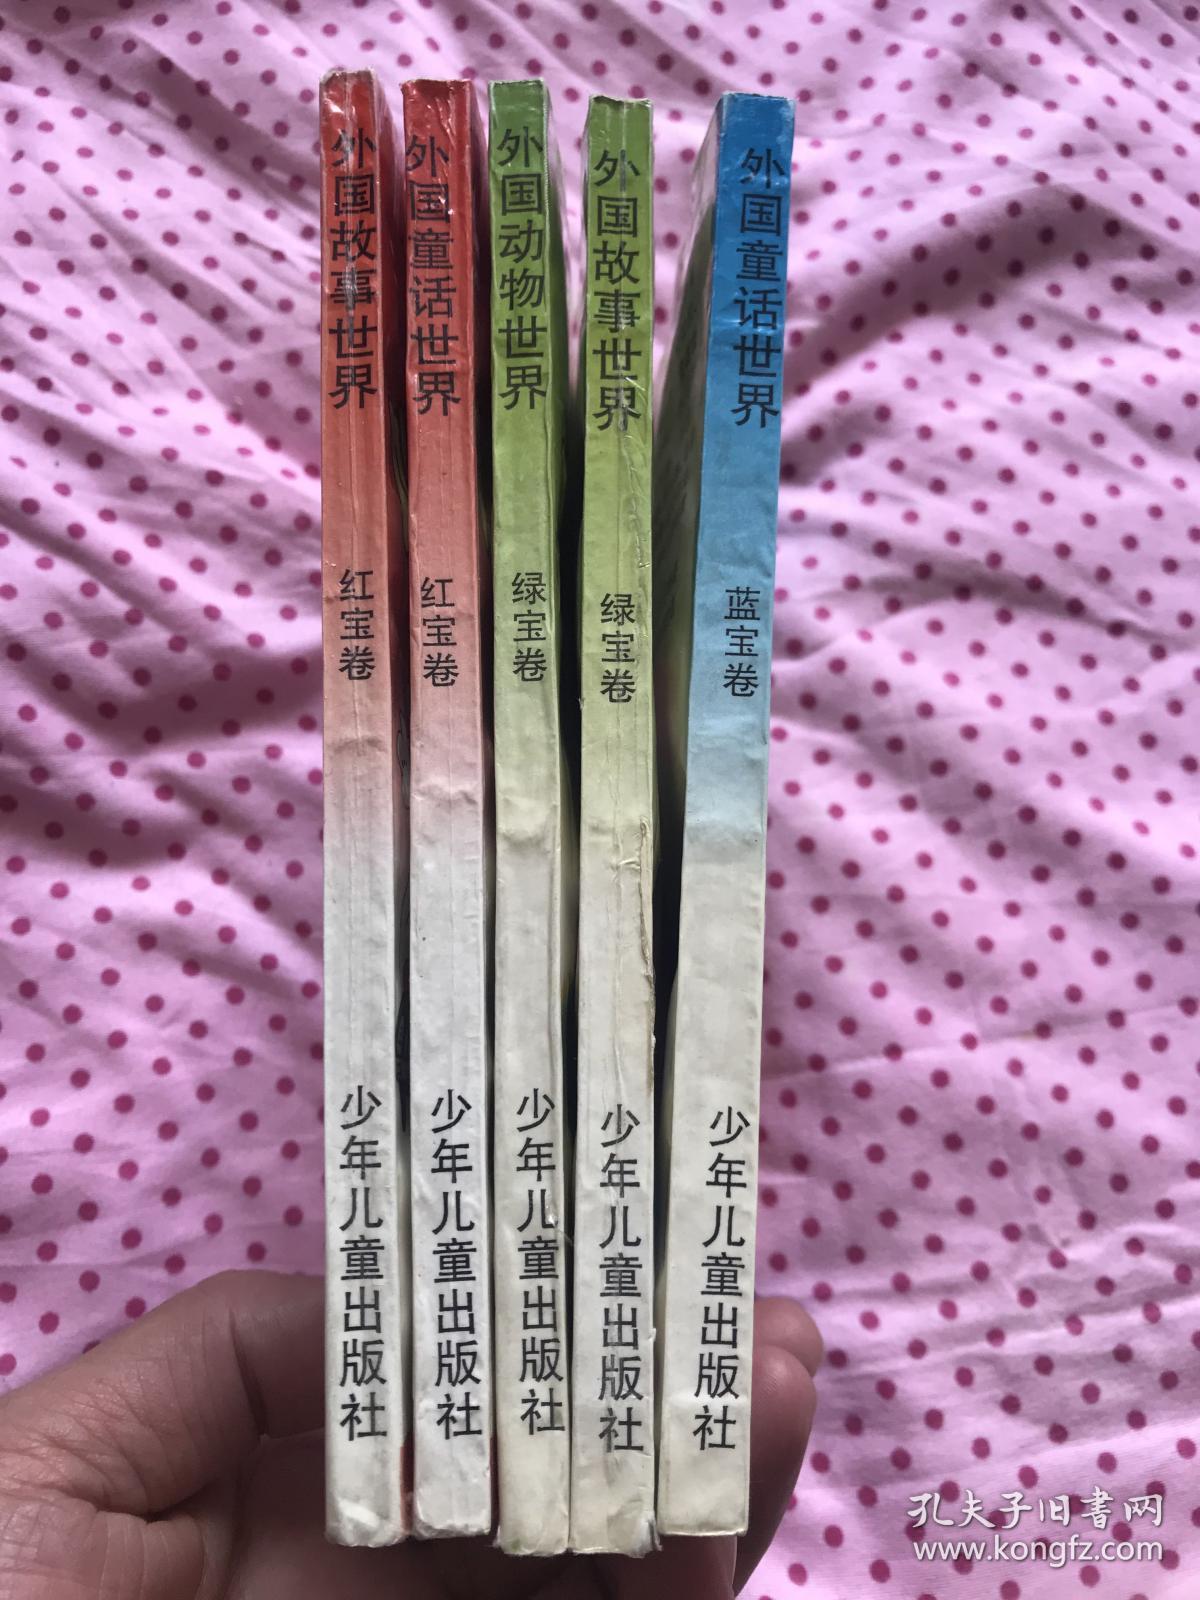 外国故事世界
红宝卷
少年儿童出版社
外国童话世界
红宝卷
少年儿童出版社
外国动物世界
绿宝卷
少年儿童出版社
外国故事世界
绿宝卷
少年儿童出版社
外国童话世界
蓝宝卷
少年儿童出版社
孔夫子旧书网
www.kongfz.com